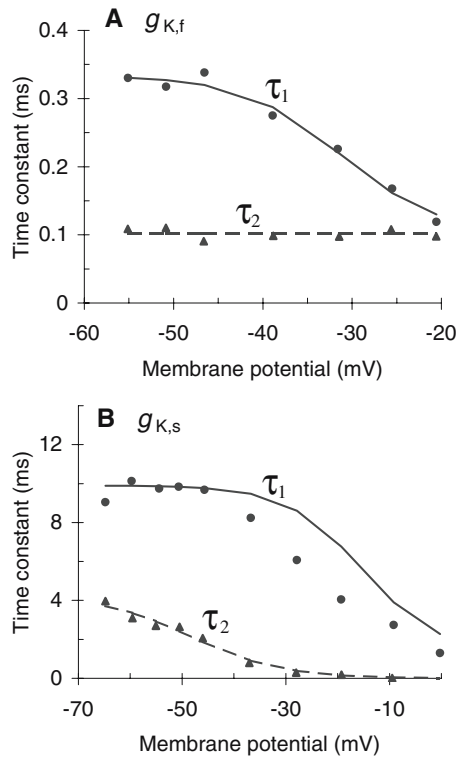 A g K,f
0.4
0.3
0.2
0.1
0
Time constant (ms)
τ1
τ2
-60 -50 -40 -30 -20
Membrane potential (mV)
B g K,s
12
8
4
0
Time constant (ms)
τ1
τ2
-70 -50 -30 -10
Membrane potential (mV)